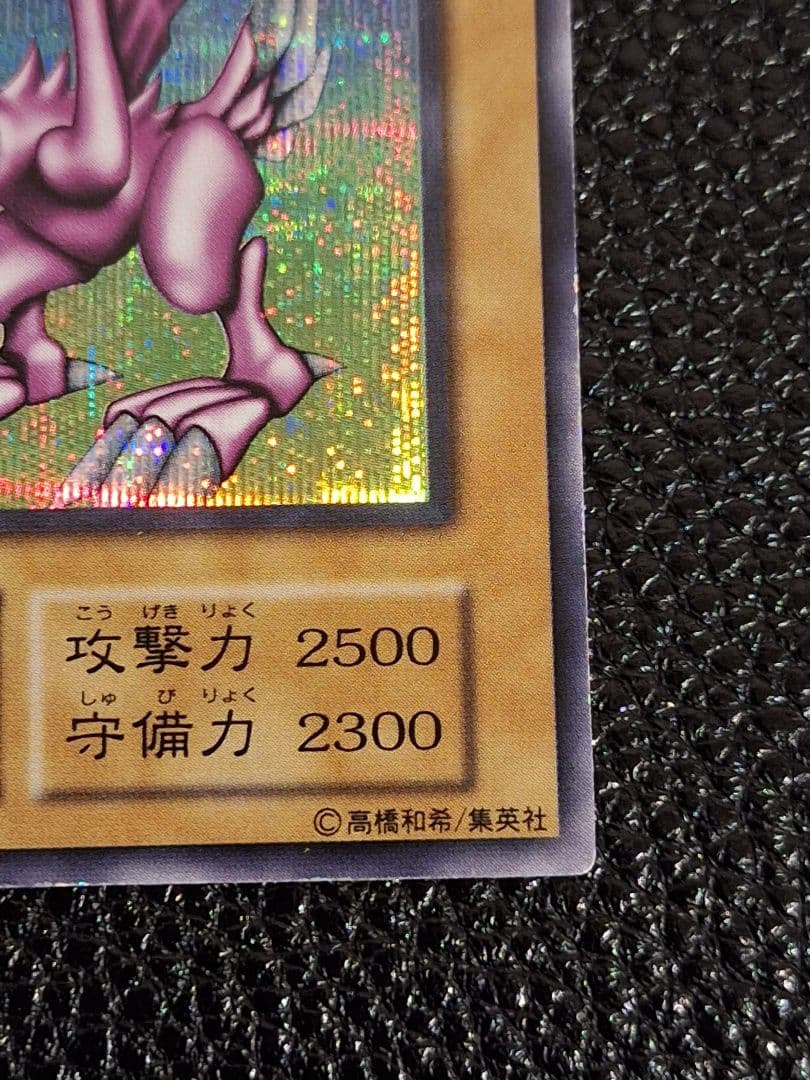 こう げき りょく
攻撃力 2500
しゅ び りょく
守備力 2300
©高橋和希/集英社